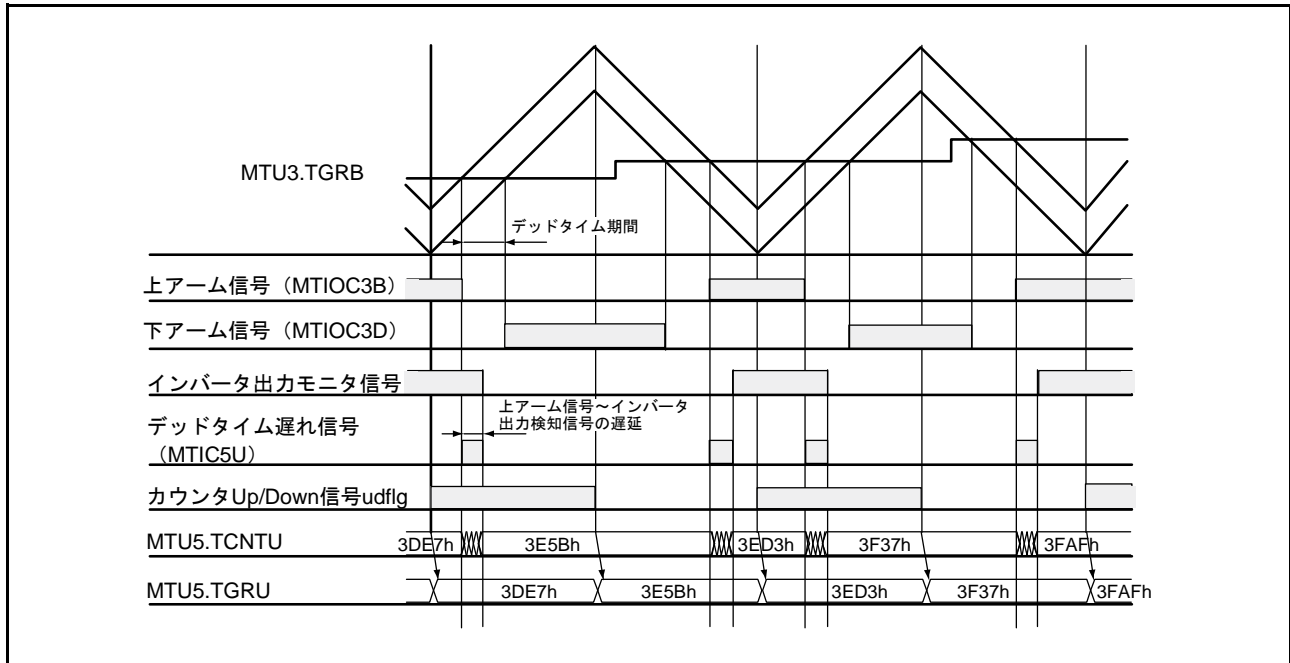 MTU3.TGRB
デッドタイム期間
上アーム信号（MTIOC3B）
下アーム信号（MTIOC3D）
インバータ出力モニタ信号
上アーム信号～インバータ
出力検知信号の遅延
デッドタイム遅れ信号
（MTIC5U）
カウンタUp/Down信号udflg
MTU5.TCNTU 3DE7h 3E5Bh 3ED3h 3F37h 3FAFh
MTU5.TGRU 3DE7h 3E5Bh 3ED3h 3F37h 3FAFh